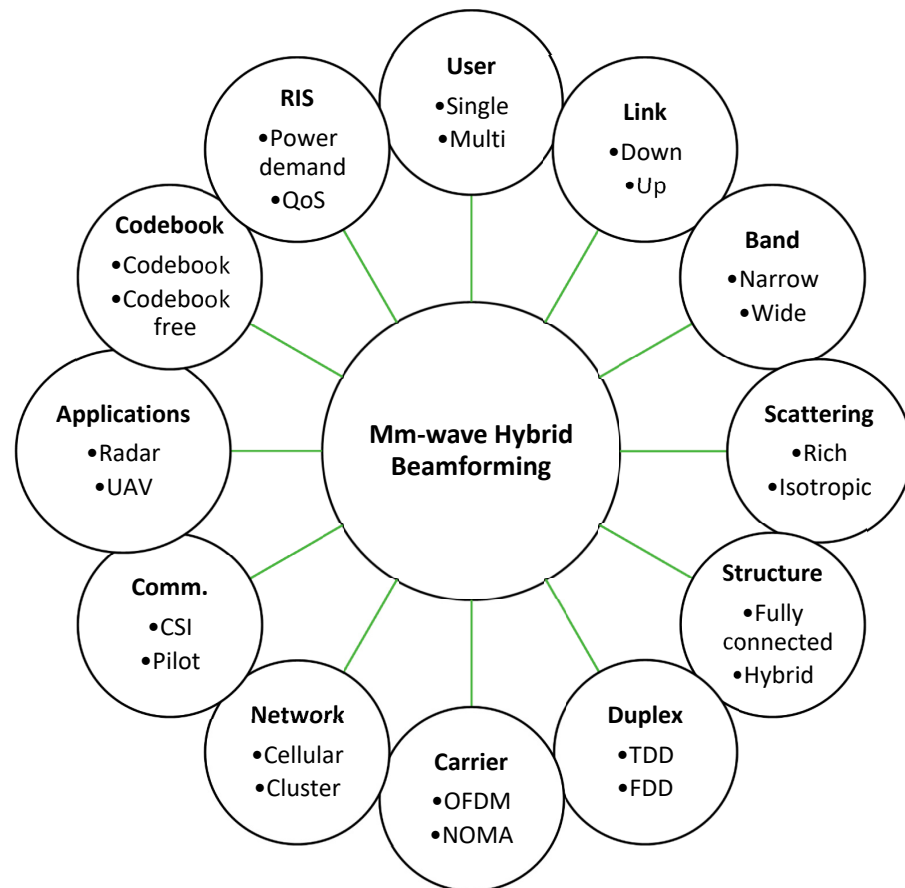 User
•Single
•Multi
Link
•Down
•Up
Band
•Narrow
•Wide
Scattering
•Rich
•Isotropic
Structure
•Fully
connected
•Hybrid
Duplex
•TDD
•FDD
Carrier
•OFDM
•NOMA
Network
•Cellular
•Cluster
Comm.
•CSI
•Pilot
Applications
•Radar
•UAV
Codebook
•Codebook
•Codebook
free
RIS
•Power
demand
•QoS
Mm-wave Hybrid
Beamforming